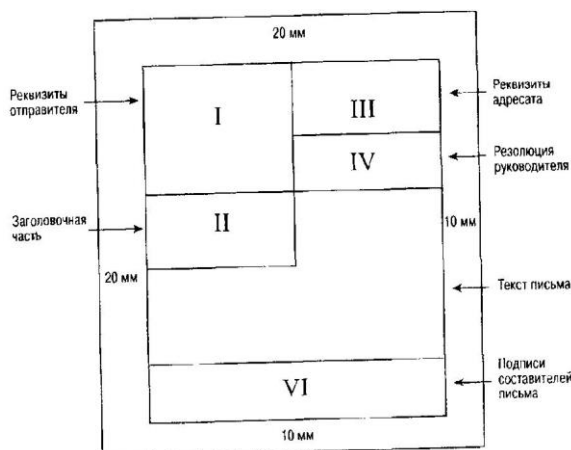 20 мм
Реквизиты
отправителя
I
III
Реквизиты
адресата
IV
Резолюция
руководителя
Заголовочная
часть
II
10 мм
20 мм
Текст письма
VI
Подписи
составителей
письма
10 мм